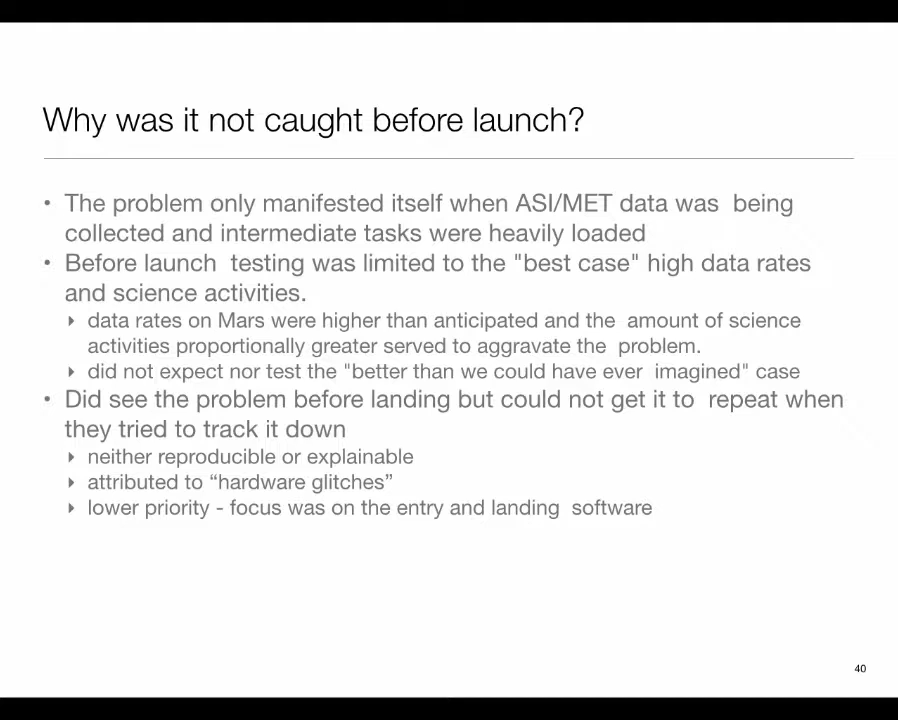 Why was it not caught before launch?
• The problem only manifested itself when ASI/MET data was being
collected and intermediate tasks were heavily loaded
• Before launch testing was limited to the "best case" high data rates
and science activities.
‣ data rates on Mars were higher than anticipated and the amount of science
activities proportionally greater served to aggravate the problem.
‣ did not expect nor test the "better than we could have ever imagined" case
• Did see the problem before landing but could not get it to repeat when
they tried to track it down
‣ neither reproducible or explainable
‣ attributed to “hardware glitches”
‣ lower priority - focus was on the entry and landing software
40